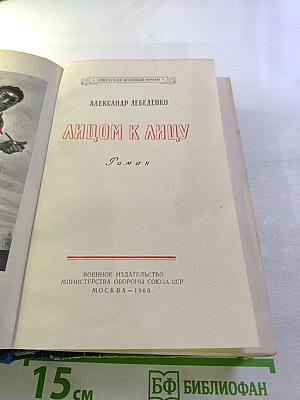 СОВЕТСКИЙ ВОЕННЫЙ РОМАН
АЛЕКСАНДР ЛЕБЕДЕНКО
ЛИЦОМ К ЛИЦУ
Роман
ВОЕННОЕ ИЗДАТЕЛЬСТВО
МИНИСТЕРСТВА ОБОРОНЫ СОЮЗА ССР
МОСКВА — 1960
15 СМ
БФ БИБЛИОФАН